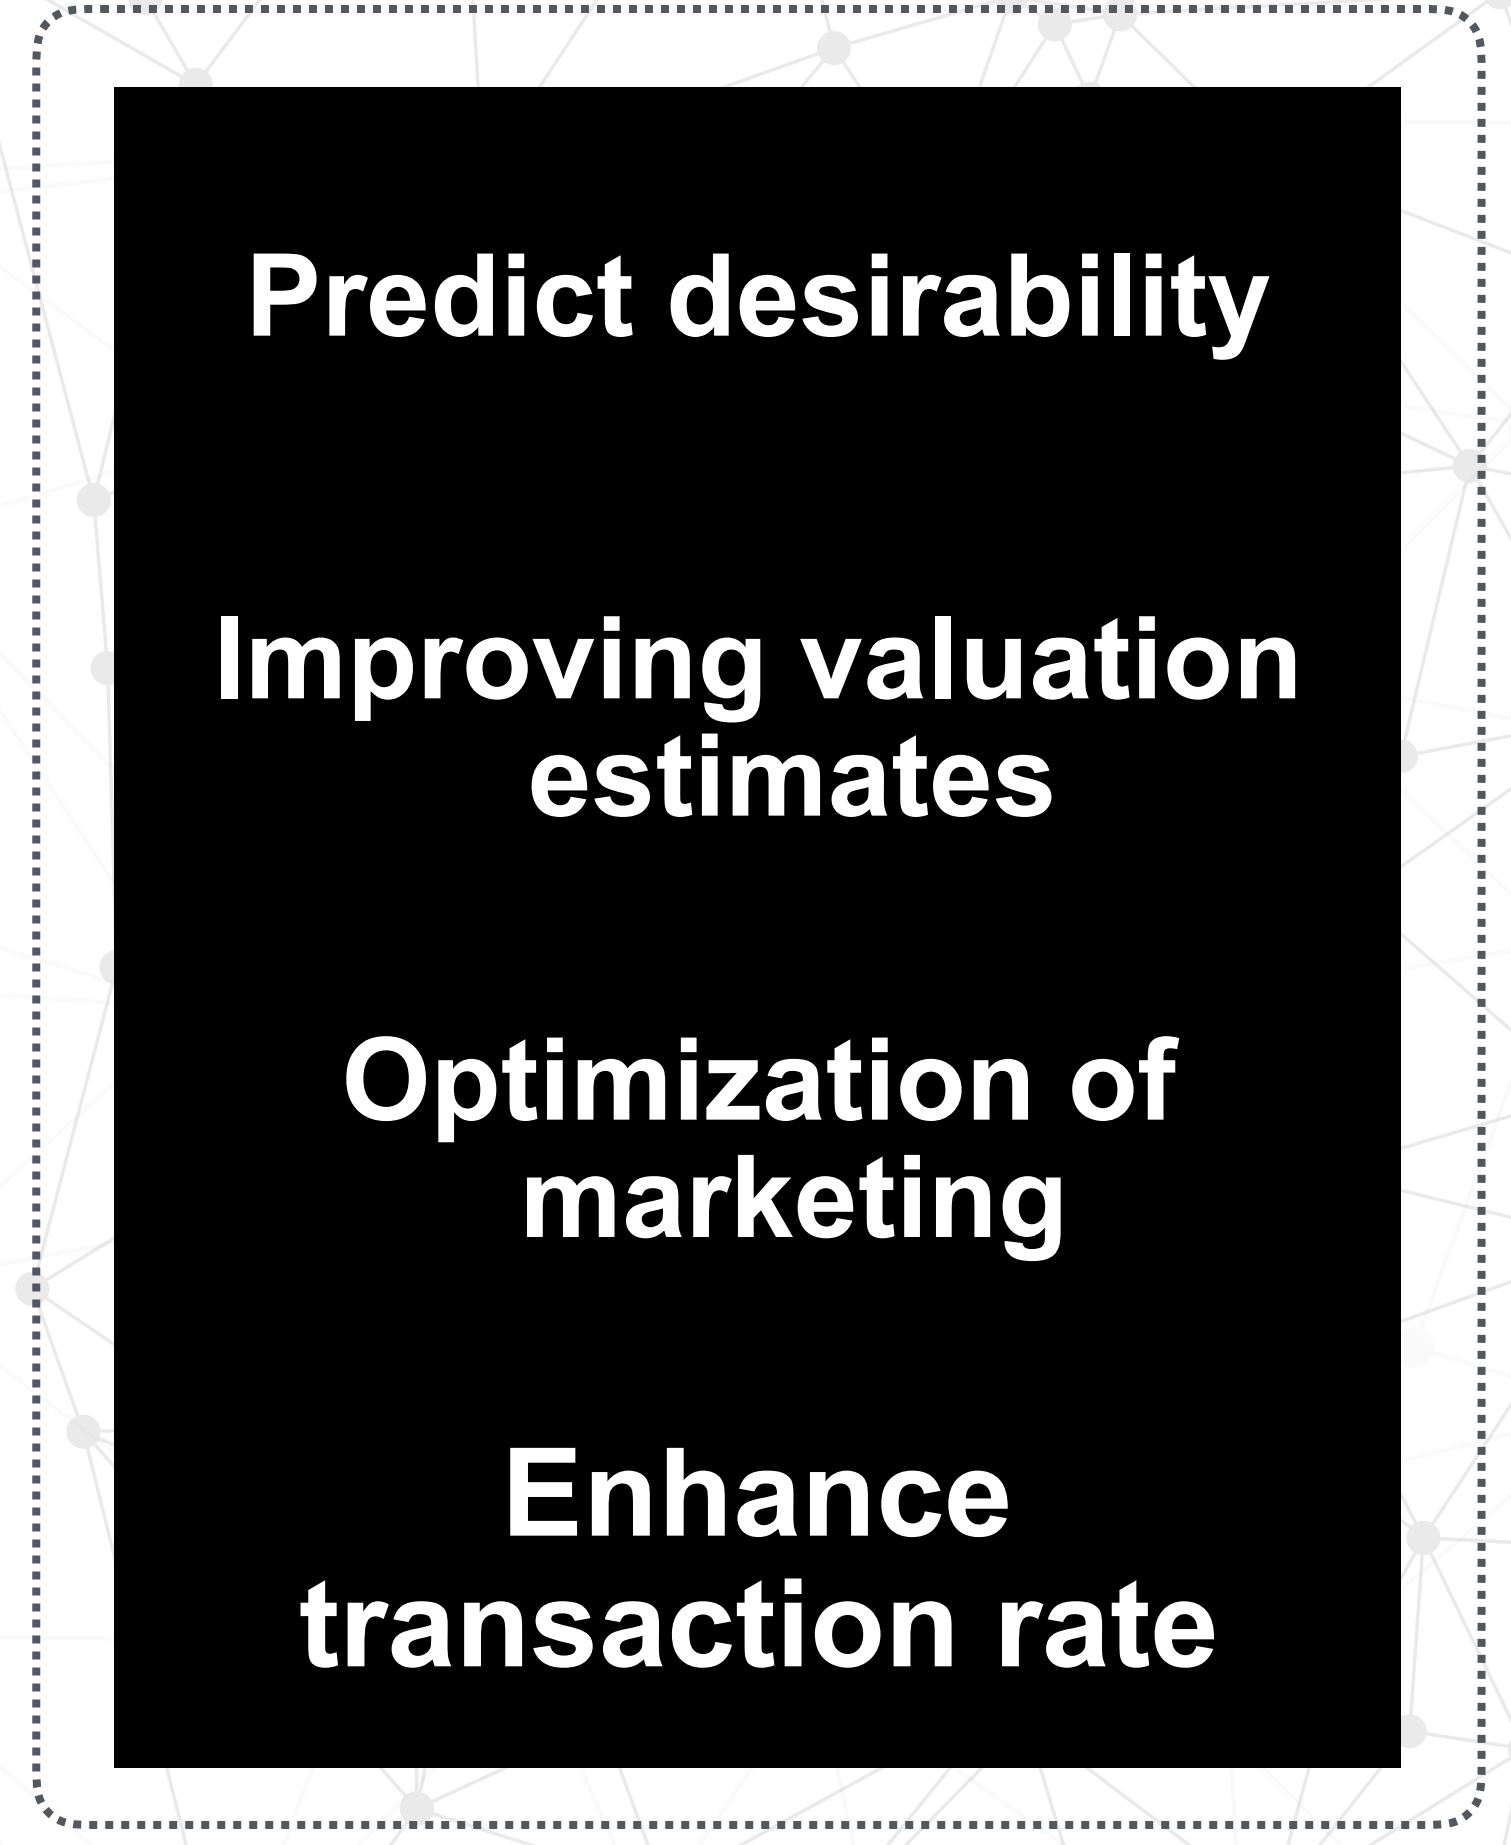 Predict desirability
Improving valuation
estimates
Optimization of
marketing
Enhance
transaction rate